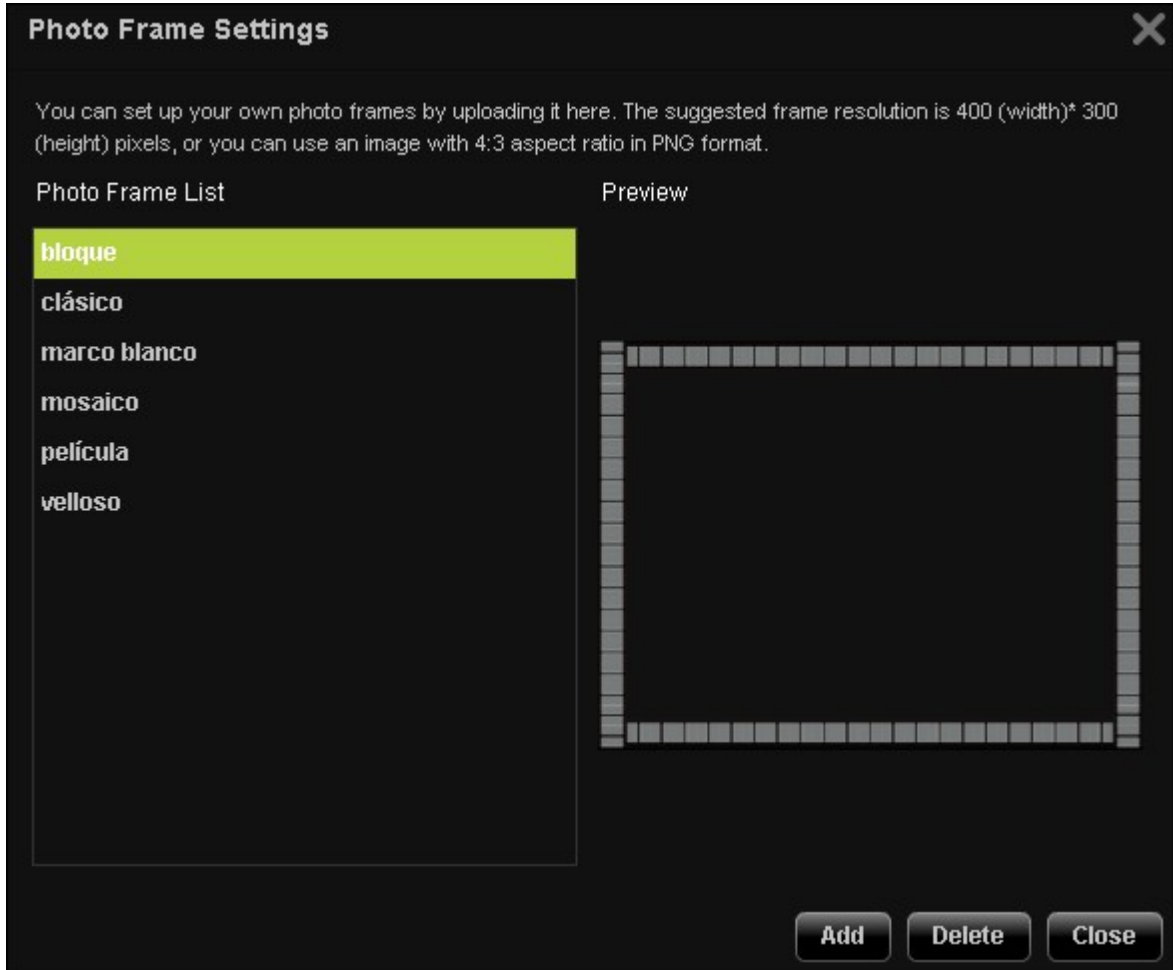 Photo Frame Settings
You can set up your own photo frames by uploading it here. The suggested frame resolution is 400 (width)* 300
(height) pixels, or you can use an image with 4:3 aspect ratio in PNG format.
Photo Frame List
Preview
bloque
clásico
marco blanco
mosaico
película
velloso
Add
Delete
Close